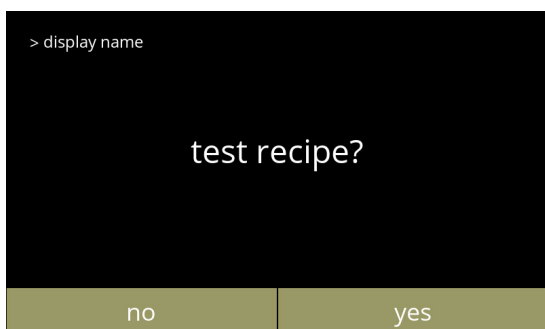 > display name
test recipe?
no yes